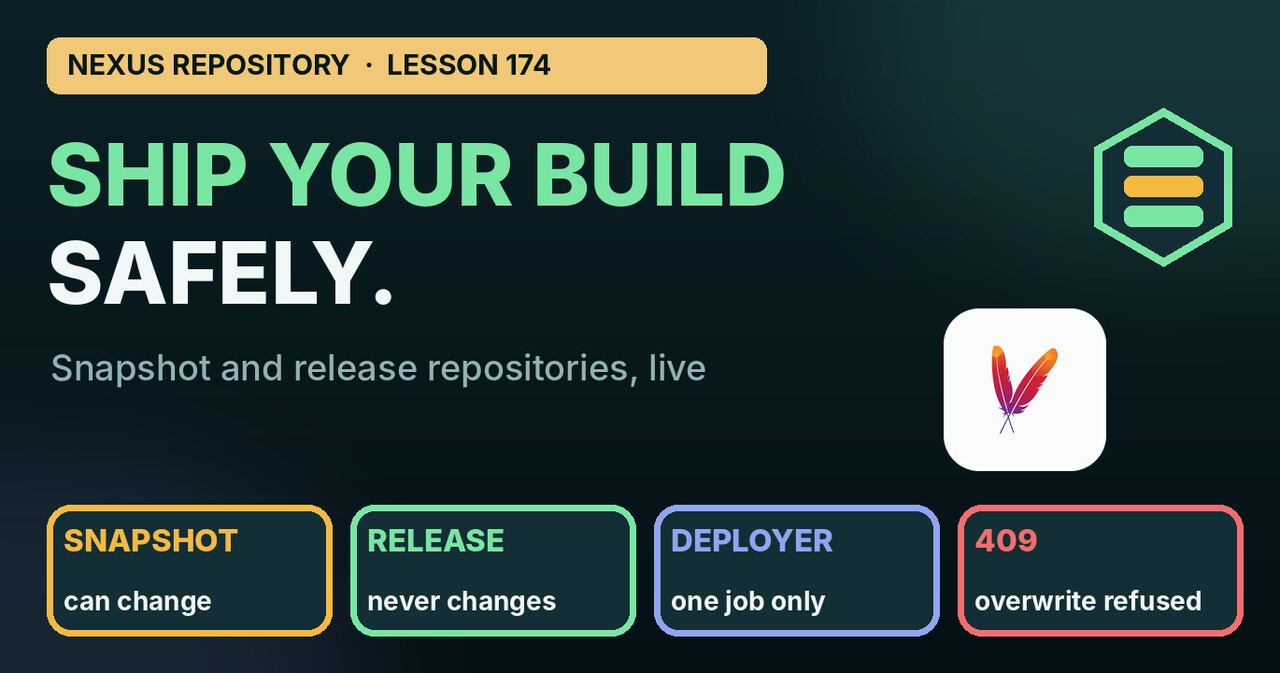 NEXUS REPOSITORY · LESSON 174
SHIP YOUR BUILD
SAFELY.
Snapshot and release repositories, live
SNAPSHOT
can change
RELEASE
never changes
DEPLOYER
one job only
409
overwrite refused